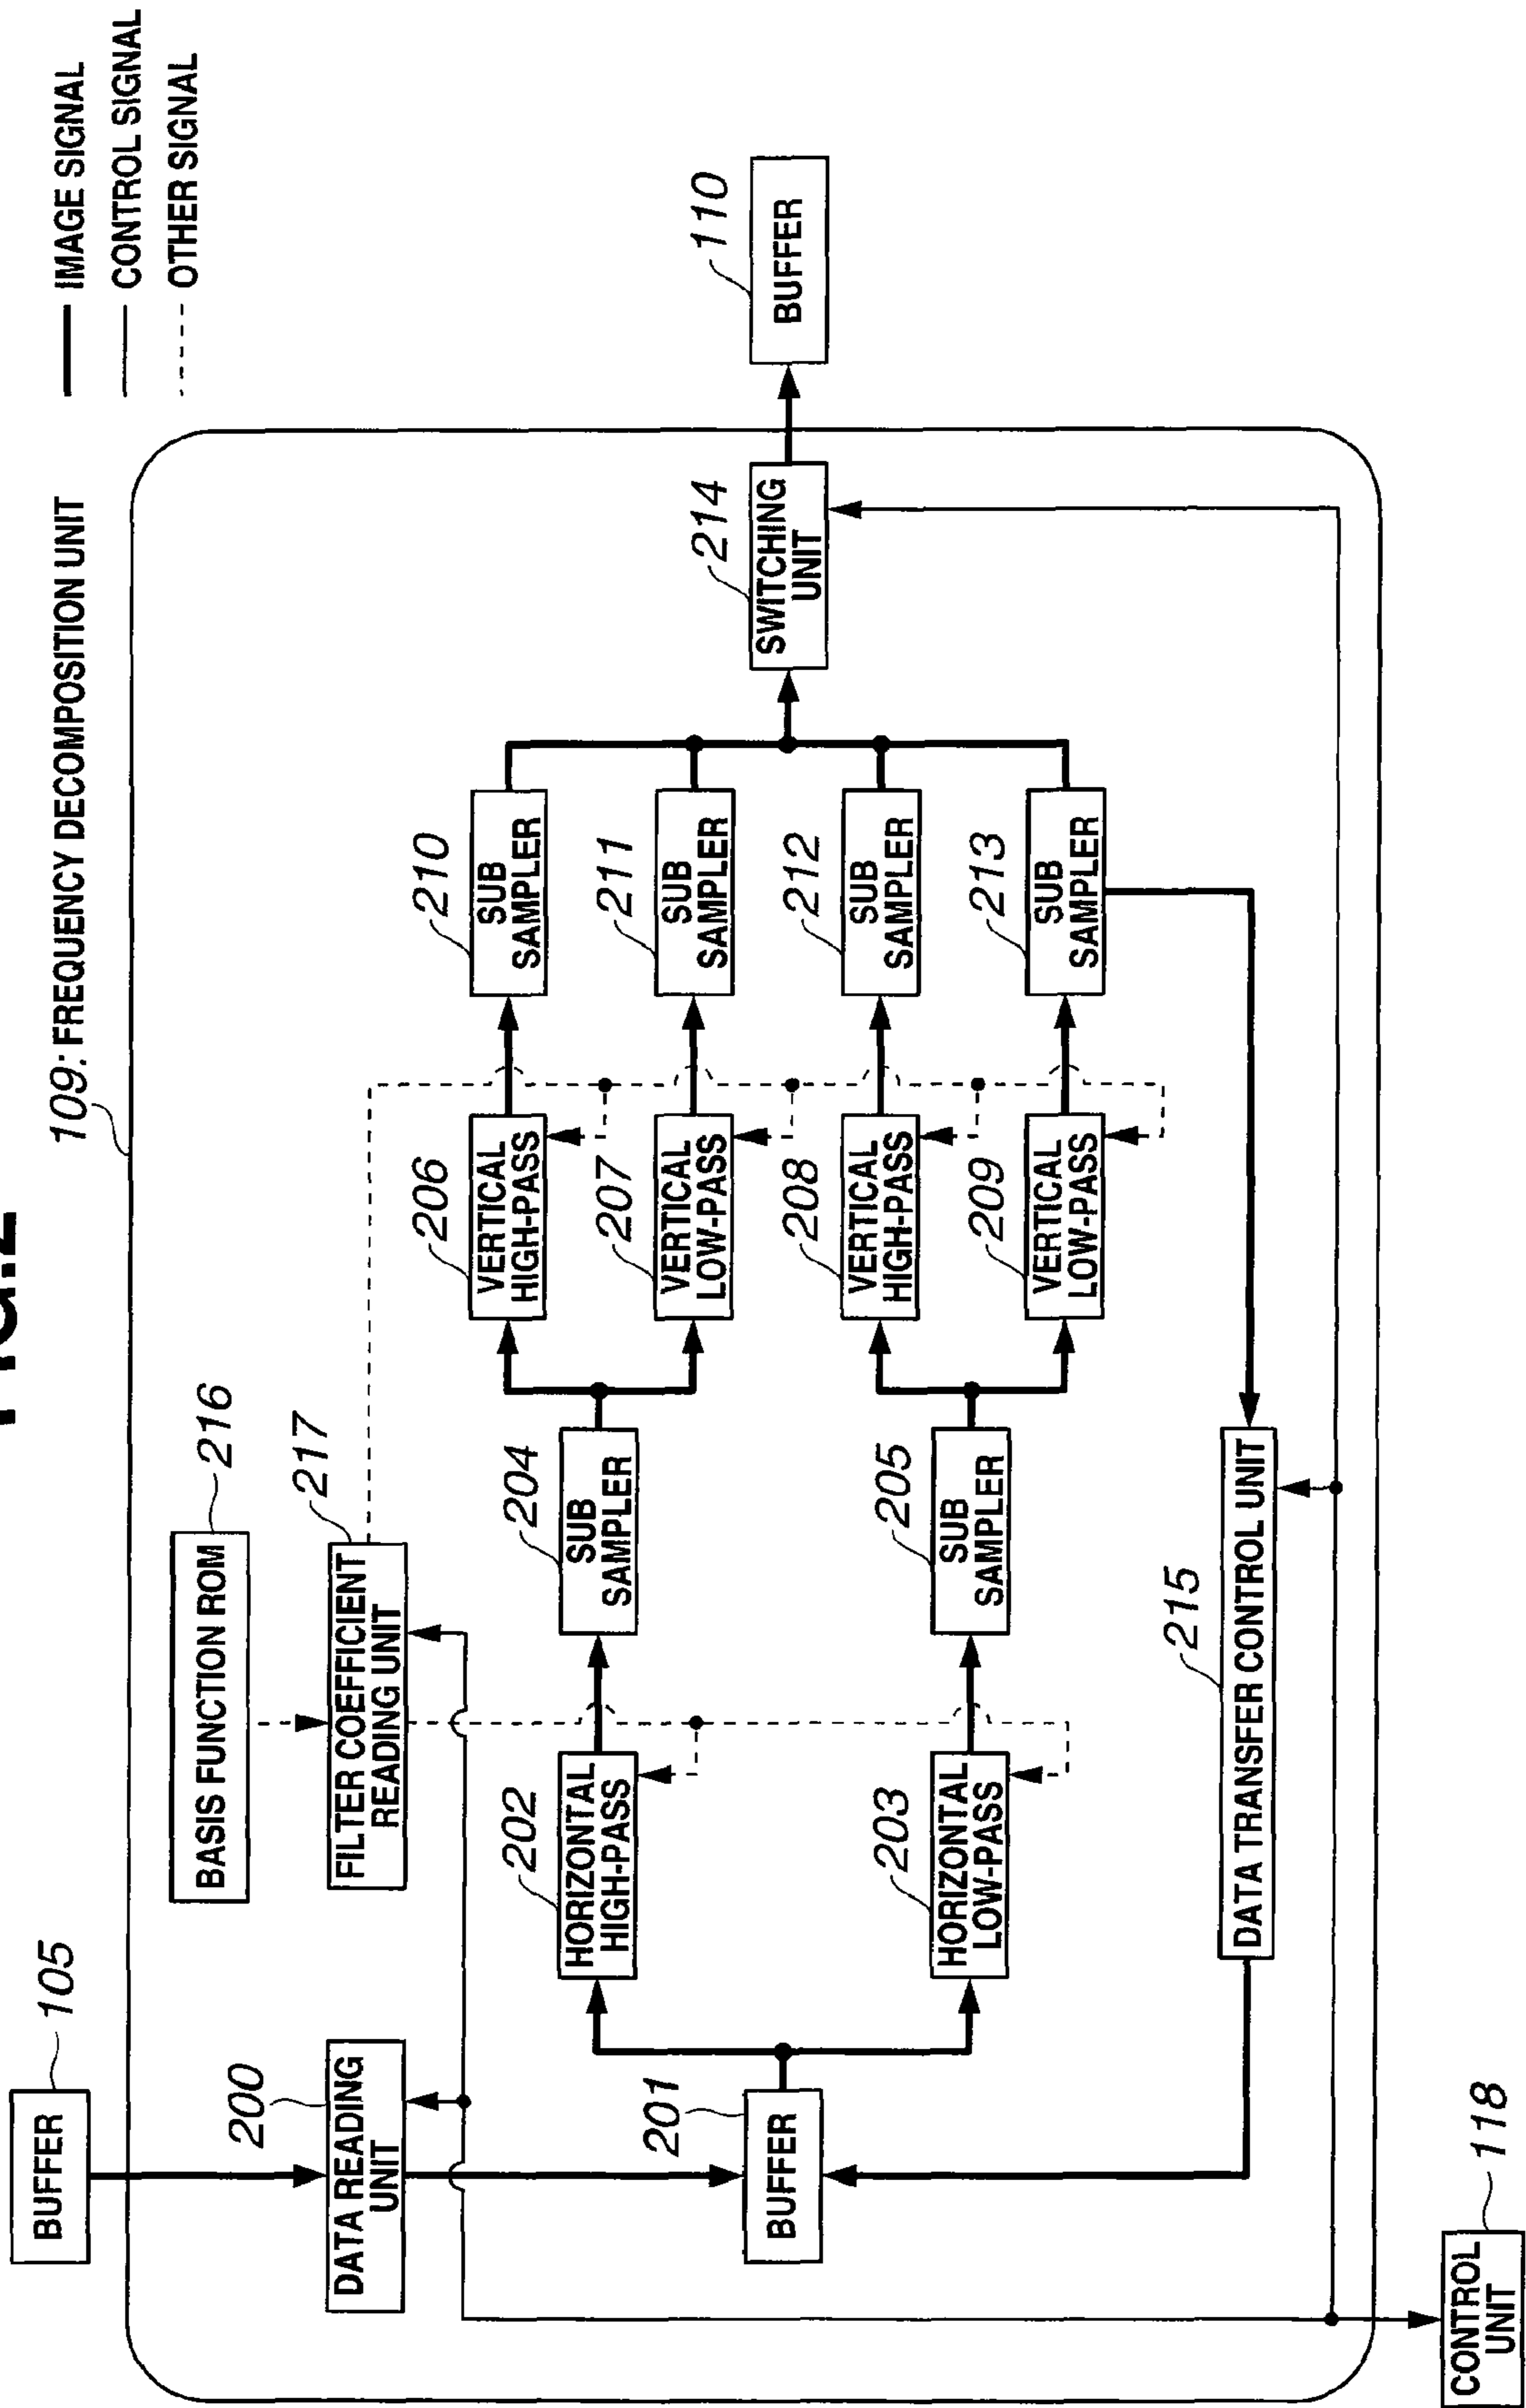 FIG.2
IMAGE SIGNAL
CONTROL SIGNAL
OTHER SIGNAL
109: FREQUENCY DECOMPOSITION UNIT
BUFFER
105
BASIS FUNCTION ROM
216
200
DATA READING
UNIT
FILTER COEFFICIENT
READING UNIT
217
202
HORIZONTAL
HIGH-PASS
204
SUB
SAMPLER
206
VERTICAL
HIGH-PASS
210
SUB
SAMPLER
207
VERTICAL
LOW-PASS
211
SUB
SAMPLER
201
BUFFER
214
SWITCHING
UNIT
110
BUFFER
203
HORIZONTAL
LOW-PASS
205
SUB
SAMPLER
208
VERTICAL
HIGH-PASS
212
SUB
SAMPLER
209
VERTICAL
LOW-PASS
213
SUB
SAMPLER
215
DATA TRANSFER CONTROL UNIT
CONTROL
UNIT
118